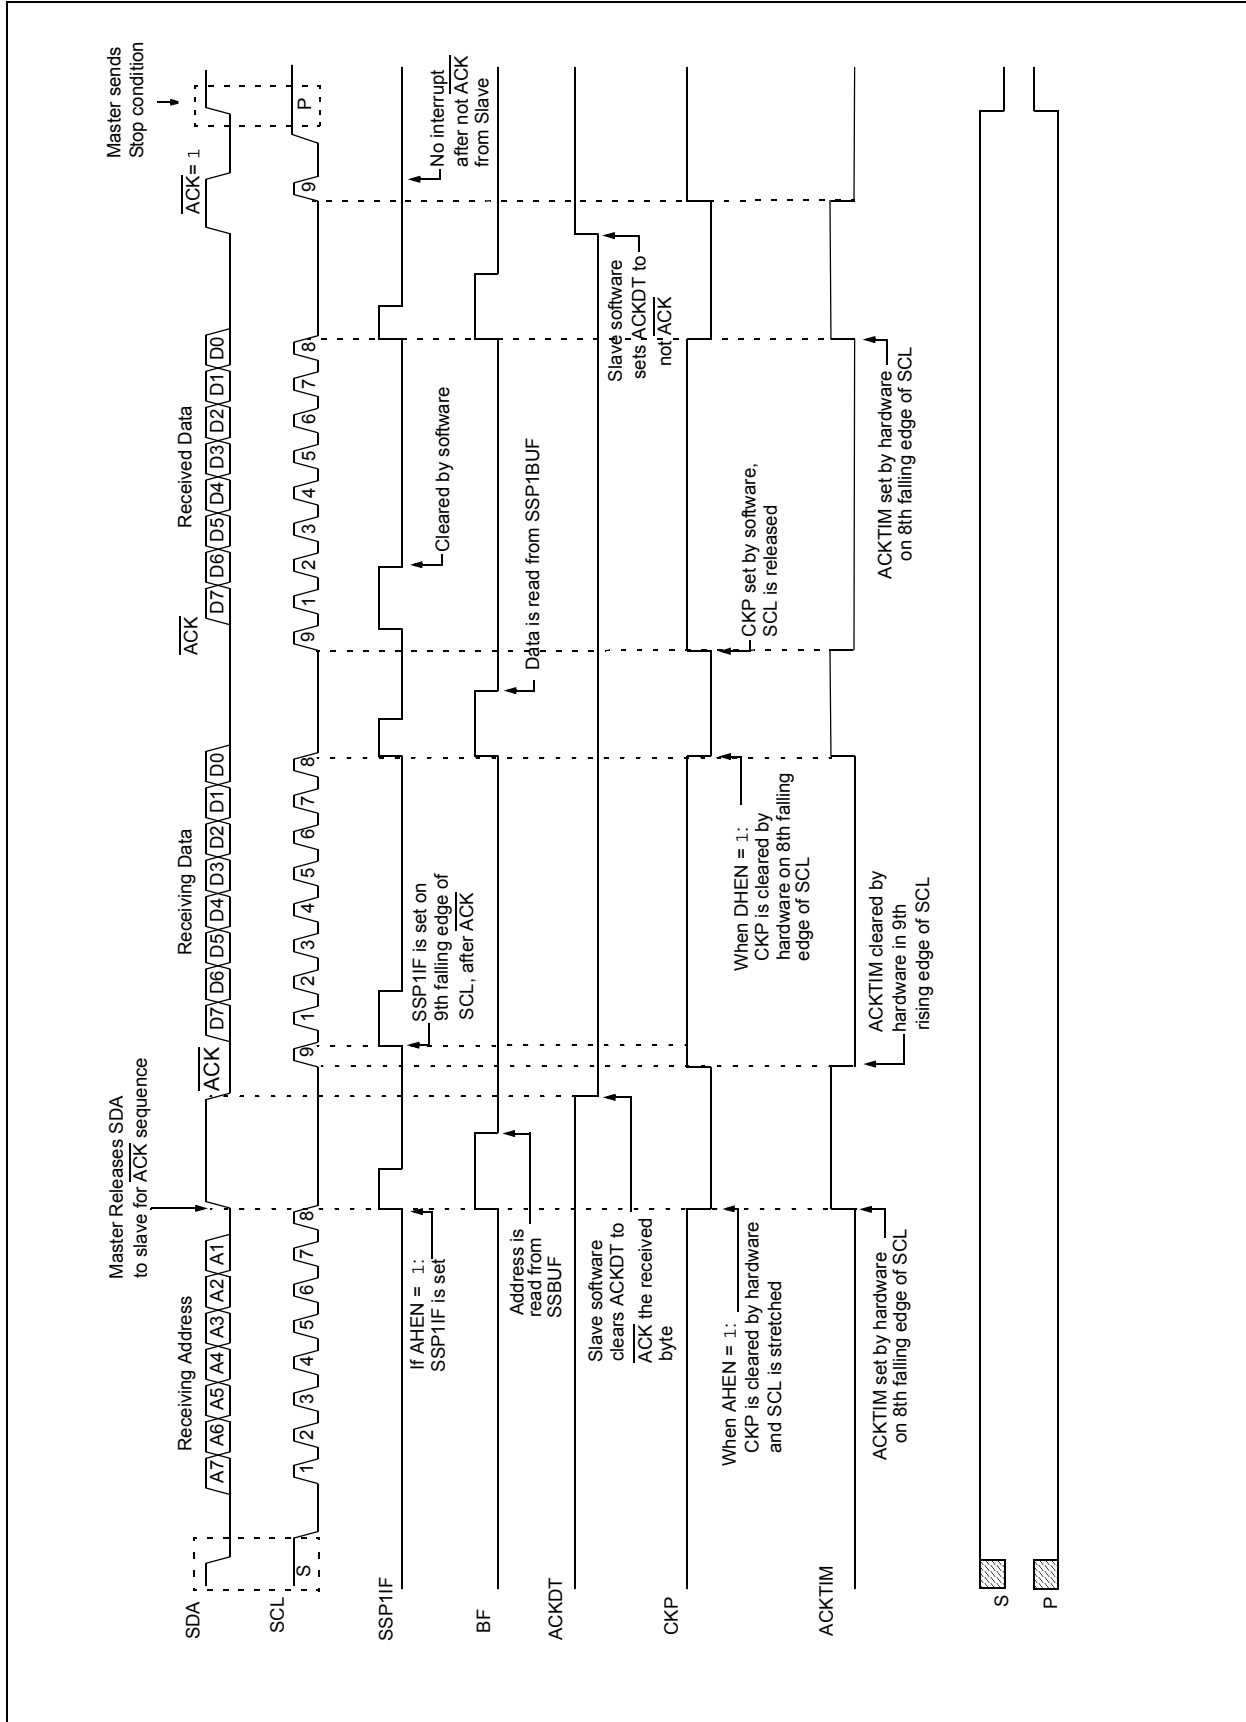 Master Releases SDA
to slave for ACK sequence
Master sends
Stop condition
Receiving Address
Receiving Data
Received Data
ACK
ACK
ACK= 1
SDA
A7 A6 A5 A4 A3 A2 A1
D7 D6 D5 D4 D3 D2 D1 D0
D7 D6 D5 D4 D3 D2 D1 D0
SCL
S 1 2 3 4 5 6 7 8 9 1 2 3 4 5 6 7 8 9 1 2 3 4 5 6 7 8 9 P
SSP1IF
If AHEN = 1:
SSP1IF is set
SSP1IF is set on
9th falling edge of
SCL, after ACK
Cleared by software
No interrupt
after not ACK
from Slave
BF
Address is
read from
SSBUF
Data is read from SSP1BUF
ACKDT
Slave software
clears ACKDT to
ACK the received
byte
Slave software
sets ACKDT to
not ACK
CKP
When AHEN = 1:
CKP is cleared by hardware
and SCL is stretched
When DHEN = 1:
CKP is cleared by
hardware on 8th falling
edge of SCL
CKP set by software,
SCL is released
ACKTIM
ACKTIM set by hardware
on 8th falling edge of SCL
ACKTIM cleared by
hardware in 9th
rising edge of SCL
ACKTIM set by hardware
on 8th falling edge of SCL
S
P